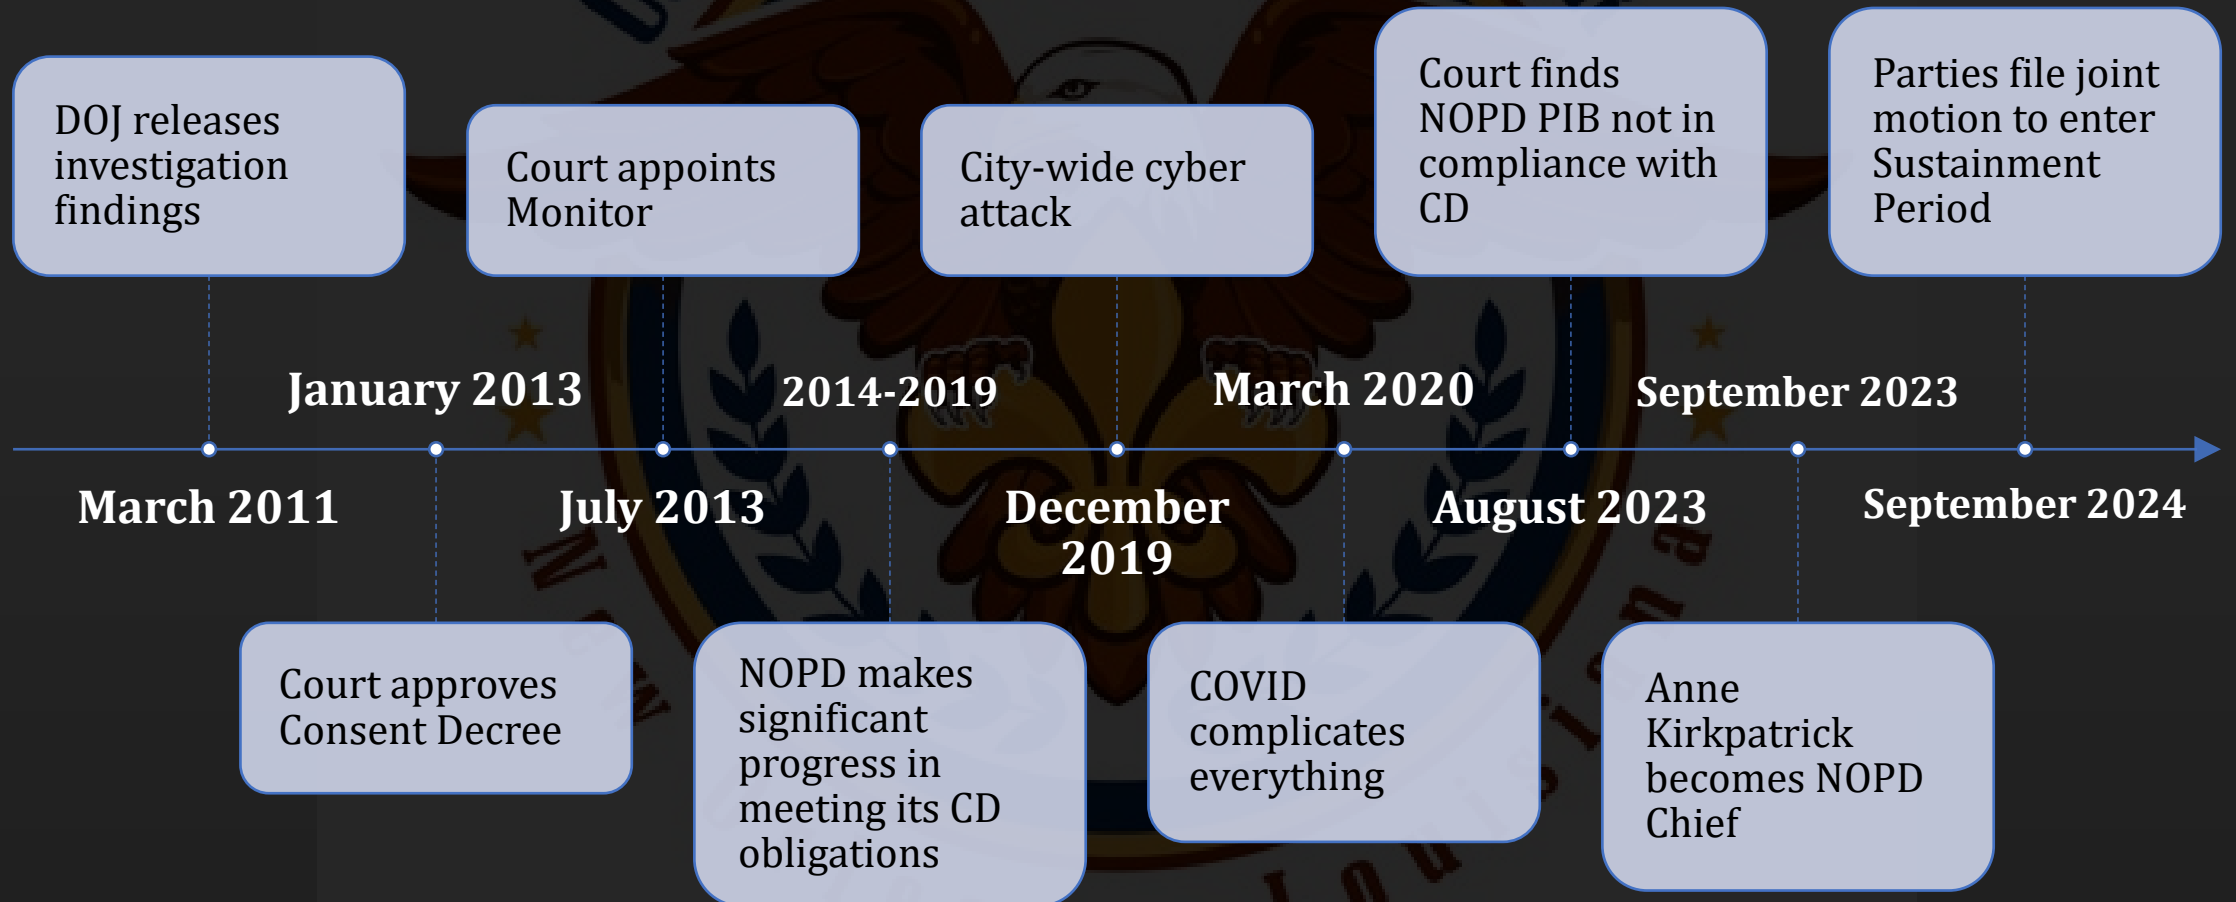 DOJ releases
investigation
findings
March 2011
January 2013
Court approves
Consent Decree
Court appoints
Monitor
July 2013
2014-2019
NOPD makes
significant
progress in
meeting its CD
obligations
City-wide cyber
attack
December
2019
March 2020
COVID
complicates
everything
Court finds
NOPD PIB not in
compliance with
CD
August 2023
September 2023
Anne
Kirkpatrick
becomes NOPD
Chief
Parties file joint
motion to enter
Sustainment
Period
September 2024
New
Louisiana